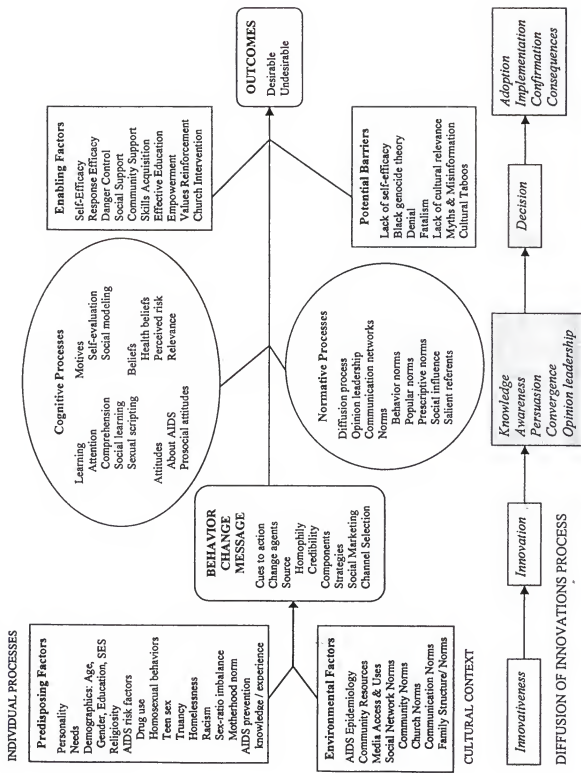 INDIVIDUAL PROCESSES
Predisposing Factors
Personality
Needs
Demographics: Age,
Gender, Education, SES
Religiosity
AIDS risk factors
Drug use
Homosexual behaviors
Teen sex
Truancy
Homelessness
Racism
Sex-ratio imbalance
Motherhood norm
AIDS prevention
knowledge / experience
Environmental Factors
AIDS Epidemiology
Community Resources
Media Access & Uses
Social Network Norms
Community Norms
Church Norms
Communication Norms
Family Structure/ Norms
CULTURAL CONTEXT
BEHAVIOR
CHANGE
MESSAGE
Cues to action
Change agents
Source
Homophily
Credibility
Components
Strategies
Social Marketing
Channel Selection
Cognitive Processes
Learning
Attention
Comprehension
Social learning
Sexual scripting
Attitudes
About AIDS
Prosocial attitudes
Motives
Self-evaluation
Social modeling
Beliefs
Health beliefs
Perceived risk
Relevance
Normative Processes
Diffusion process
Opinion leadership
Communication networks
Norms
Behavior norms
Popular norms
Prescriptive norms
Social influence
Salient referents
Enabling Factors
Self-Efficacy
Response Efficacy
Danger Control
Social Support
Community Support
Skills Acquisition
Effective Education
Empowerment
Values Reinforcement
Church Intervention
Potential Barriers
Lack of self-efficacy
Black genocide theory
Denial
Fatalism
Lack of cultural relevance
Myths & Misinformation
Cultural Taboos
OUTCOMES
Desirable
Undesirable
Innovativeness
Innovation
Knowledge
Awareness
Persuasion
Convergence
Opinion leadership
Decision
Adoption
Implementation
Confirmation
Consequences
DIFFUSION OF INNOVATIONS PROCESS